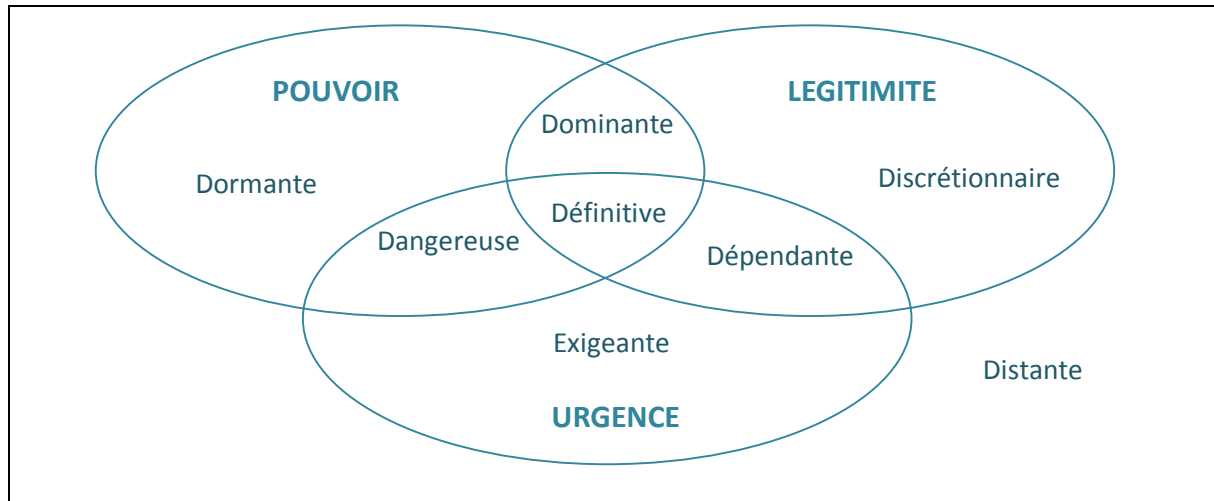 POUVOIR
LEGITIMITE
Dominante
Dormante
Discrétionnaire
Définitive
Dangereuse
Dépendante
Exigeante
Distante
URGENCE